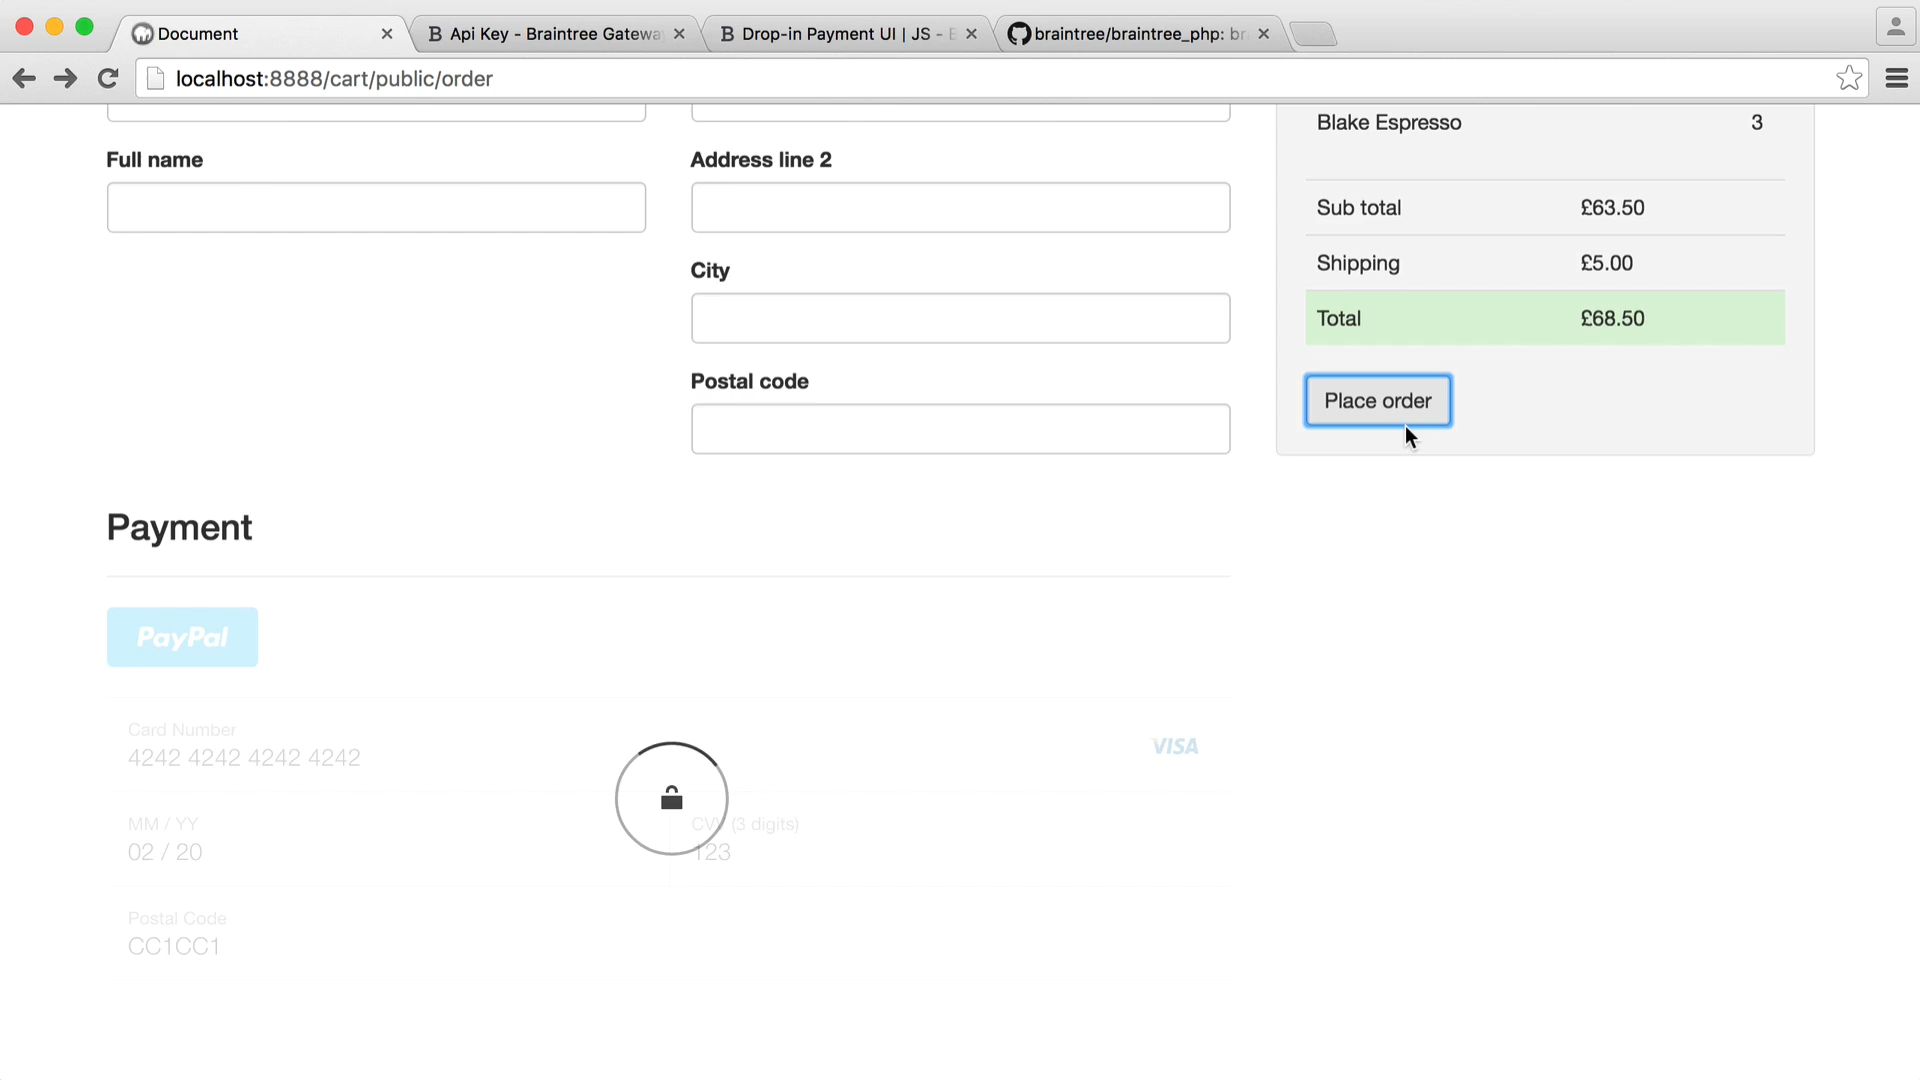 Document
Api Key - Braintree Gatewa
Drop-in Payment UI | JS - B
braintree/braintree_php: br
localhost:8888/cart/public/order
Full name
Address line 2
City
Postal code
Blake Espresso 3
Sub total £63.50
Shipping £5.00
Total £68.50
Place order
Payment
PayPal
Card Number
4242 4242 4242 4242
VISA
MM / YY
02 / 20
CVV (3 digits)
123
Postal Code
CC1CC1